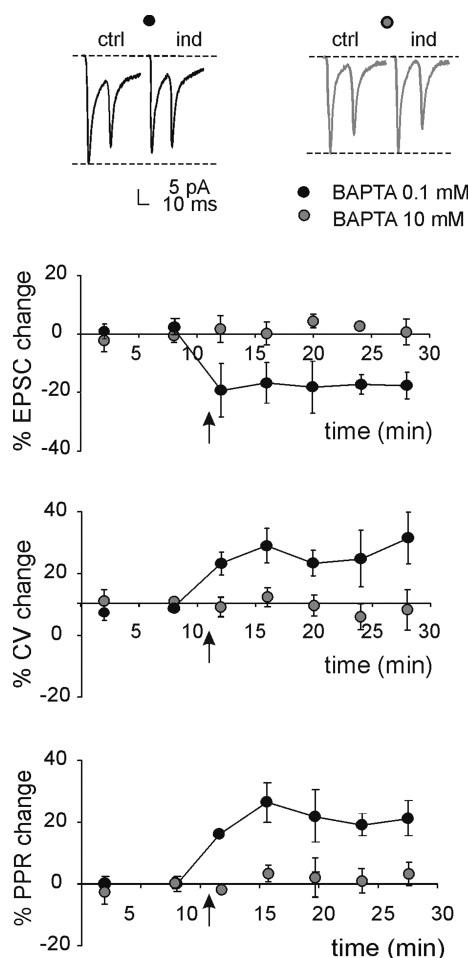 ctrl ind
ctrl ind
5 pA
10 ms
BAPTA 0.1 mM
BAPTA 10 mM
% EPSC change
20
0
-20
-40
5 10 15 20 25 30
time (min)
% CV change
40
20
0
-20
5 10 15 20 25 30
time (min)
% PPR change
40
20
0
-20
5 10 15 20 25 30
time (min)